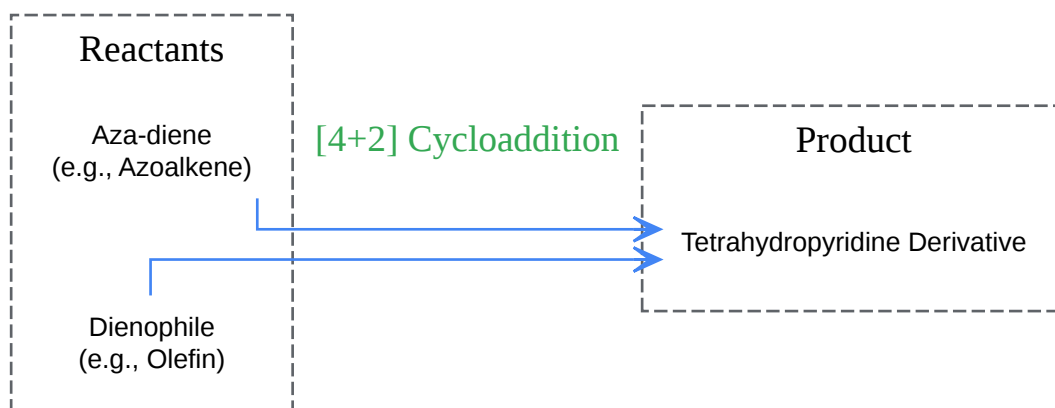 Reactants
Aza-diene
(e.g., Azoalkene)
Dienophile
(e.g., Olefin)
[4+2] Cycloaddition
Product
Tetrahydropyridine Derivative